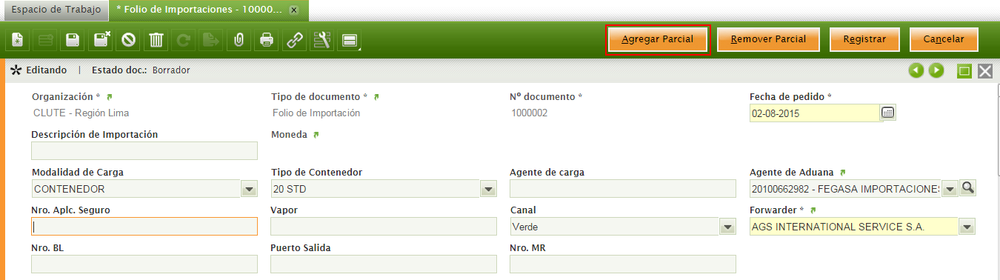 Espacio de Trabajo * Folio de Importaciones - 10000... x
Agregar Parcial Remover Parcial Registrar Cancelar
Editando | Estado doc.: Borrador
Organización * Tipo de documento * Nº documento * Fecha de pedido *
CLUTE - Región Lima Folio de Importación 1000002 02-08-2015
Descripción de Importación Moneda
Modalidad de Carga Tipo de Contenedor Agente de carga Agente de Aduana
CONTENEDOR 20 STD 20100662982 - FEGASA IMPORTACIONES
Nro. Aplc. Seguro Vapor Canal Forwarder *
Verde AGS INTERNATIONAL SERVICE S.A.
Nro. BL Puerto Salida Nro. MR